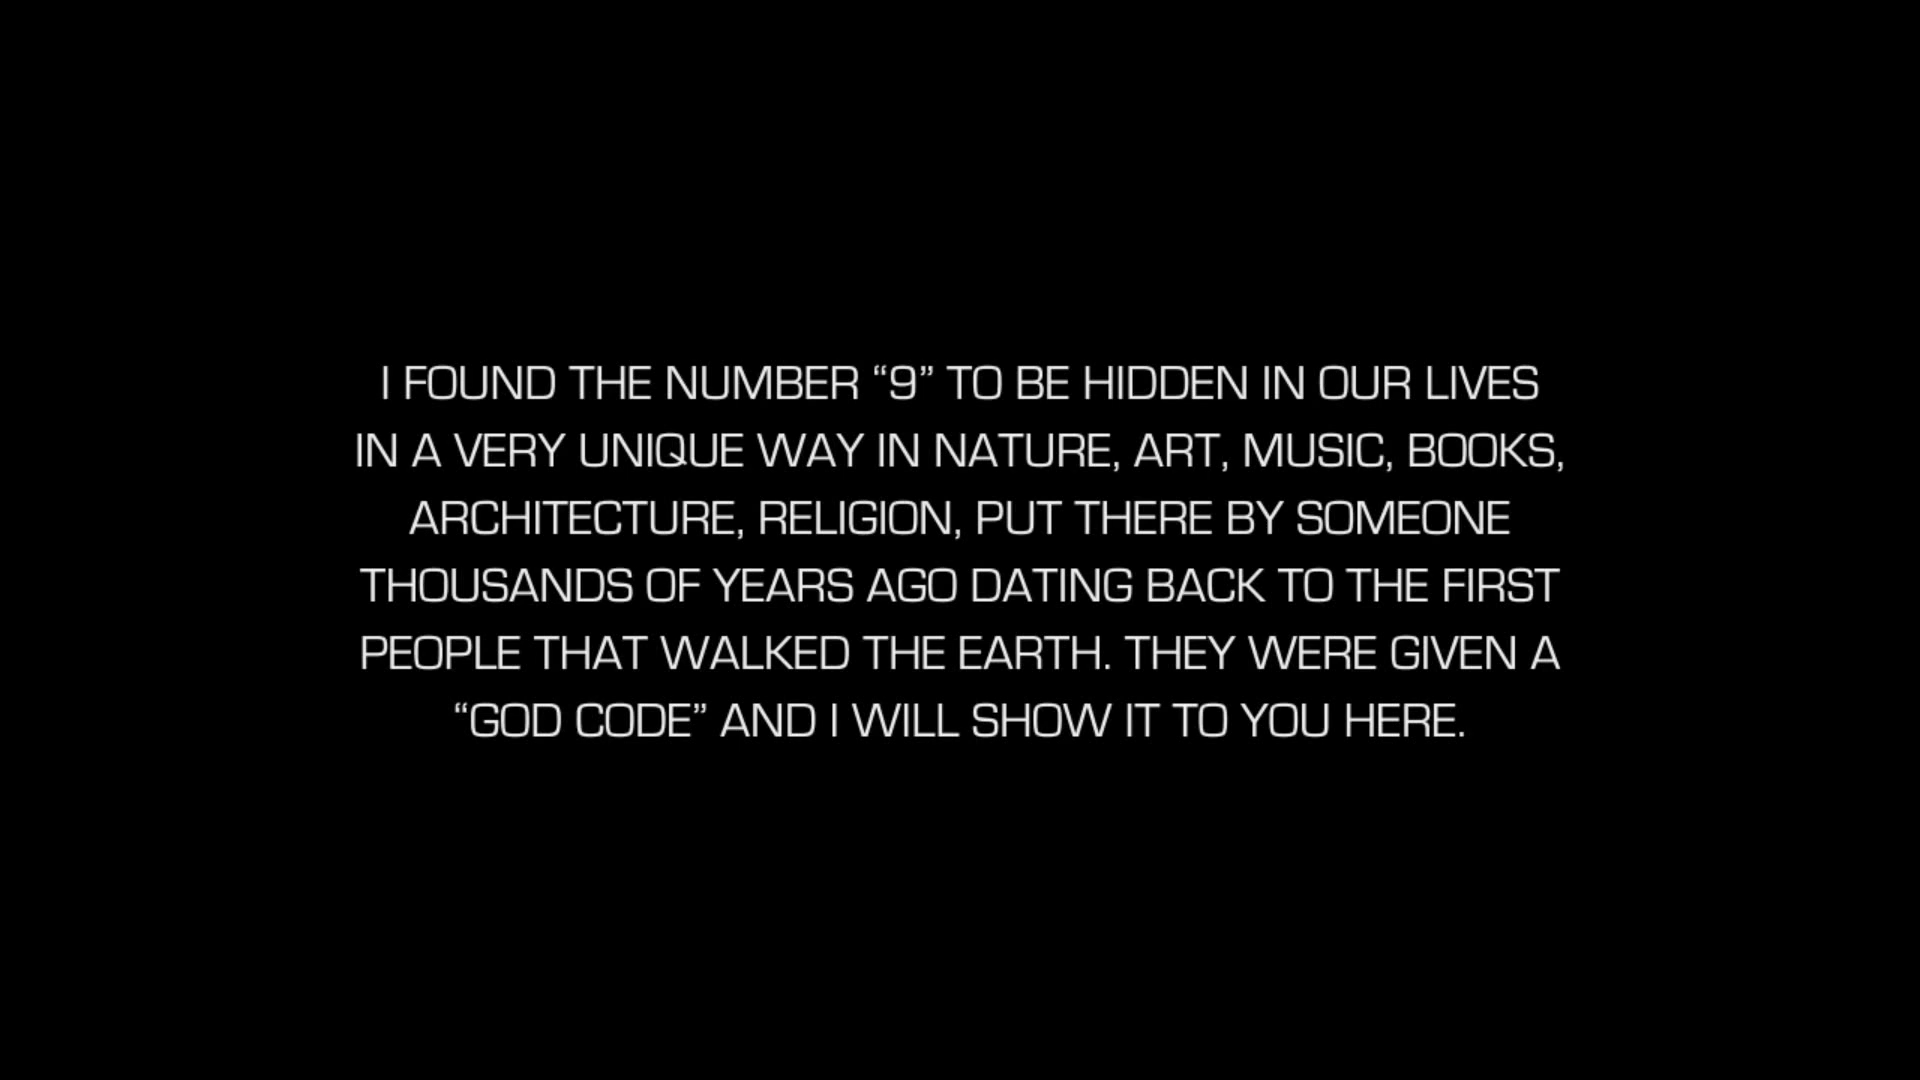 I FOUND THE NUMBER “9” TO BE HIDDEN IN OUR LIVES
IN A VERY UNIQUE WAY IN NATURE, ART, MUSIC, BOOKS,
ARCHITECTURE, RELIGION, PUT THERE BY SOMEONE
THOUSANDS OF YEARS AGO DATING BACK TO THE FIRST
PEOPLE THAT WALKED THE EARTH. THEY WERE GIVEN A
“GOD CODE” AND I WILL SHOW IT TO YOU HERE.